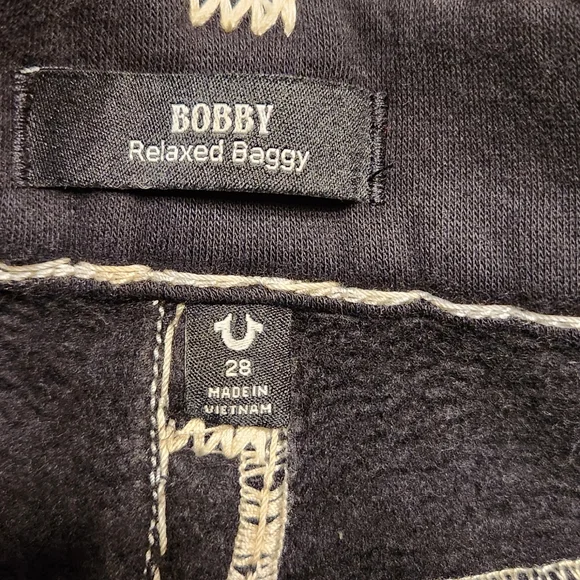 BOBBY
Relaxed Baggy
28
MADE IN
VIETNAM